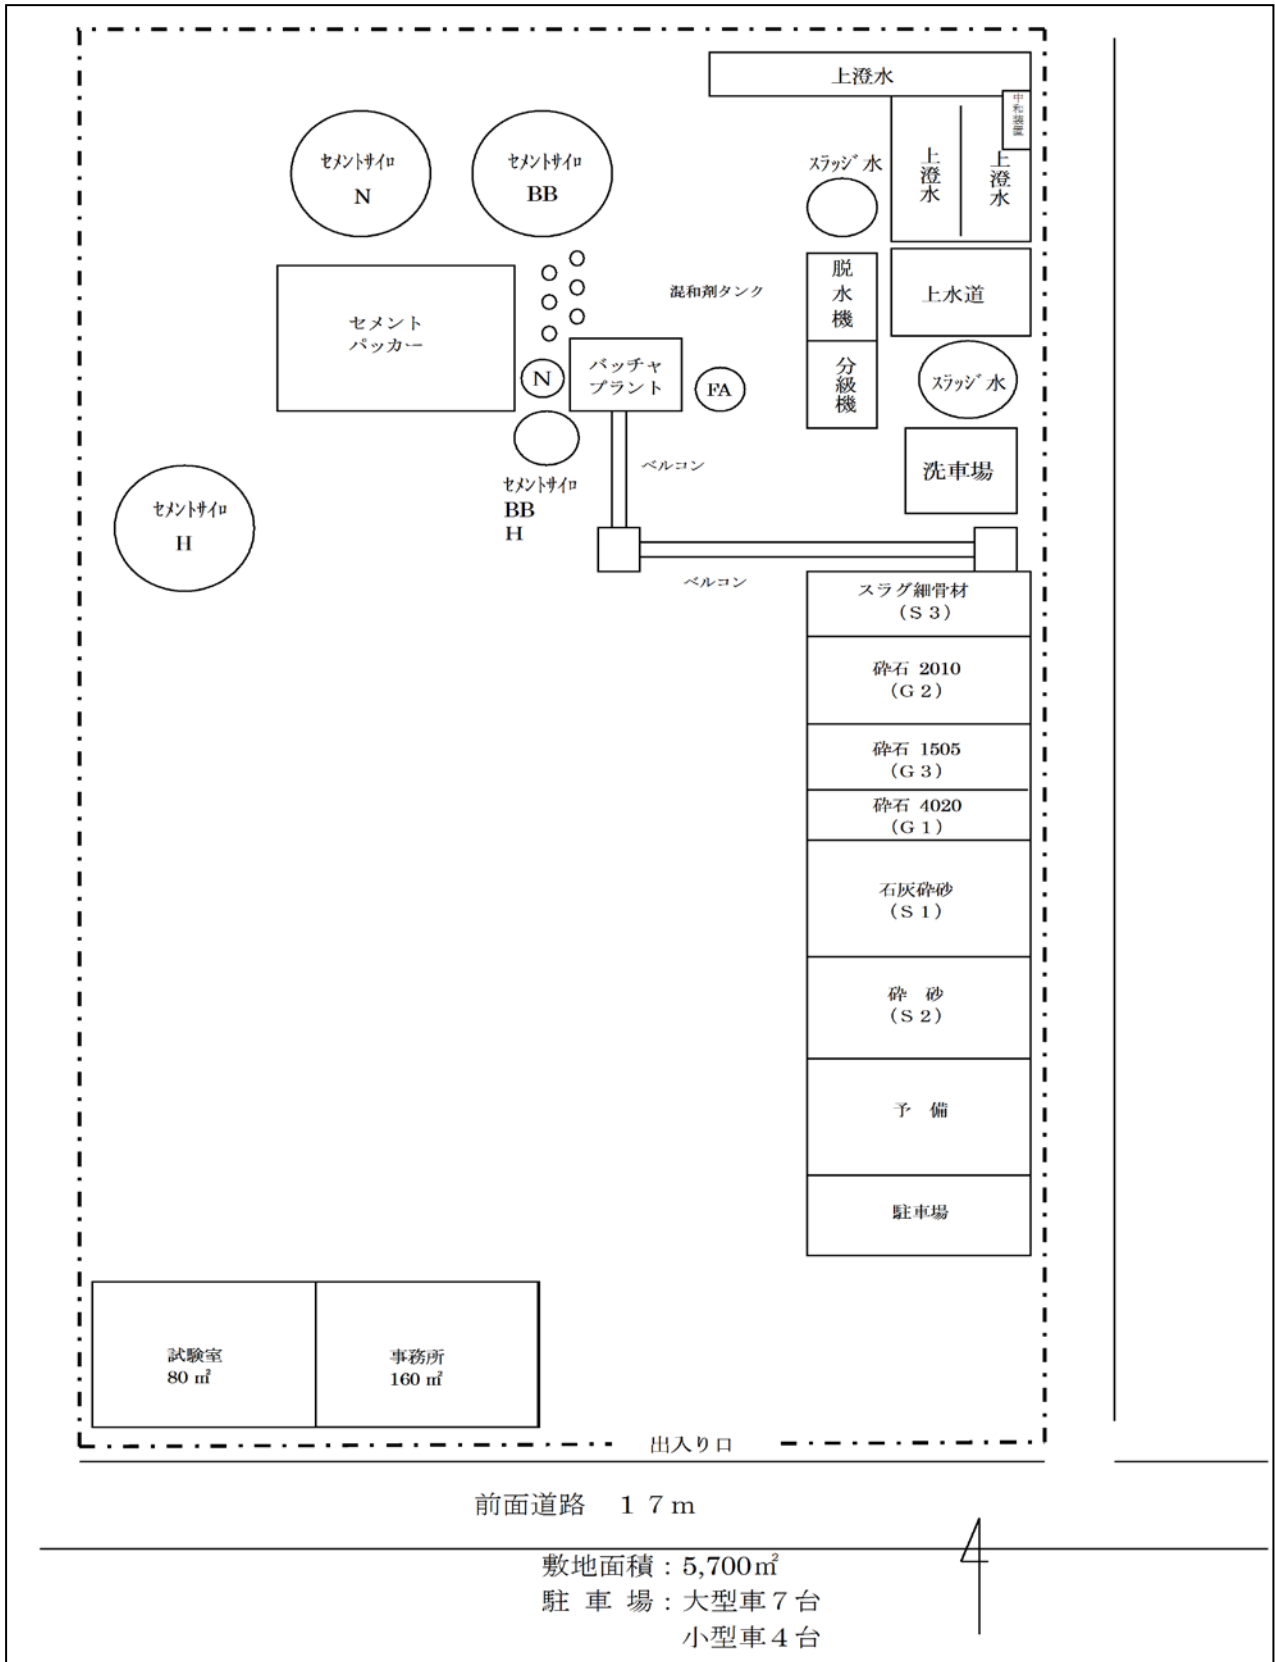 上澄水
中和装置
上澄水
上澄水
スラッジ水
セメントサイロ
N
セメントサイロ
BB
混和剤タンク
脱水機
上水道
セメント
パッカー
バッチャ
プラント
N
FA
分級機
スラッジ水
ベルコン
洗車場
セメントサイロ
BB
H
セメントサイロ
H
ベルコン
スラグ細骨材
（S３）
砕石 2010
（G２）
砕石 1505
（G３）
砕石 4020
（G１）
石灰砕砂
（S１）
砕　砂
（S２）
予　備
駐車場
試験室
80 ㎡
事務所
160 ㎡
出入り口
前面道路　１７ｍ
敷地面積：5,700㎡
駐 車 場：大型車７台
小型車４台